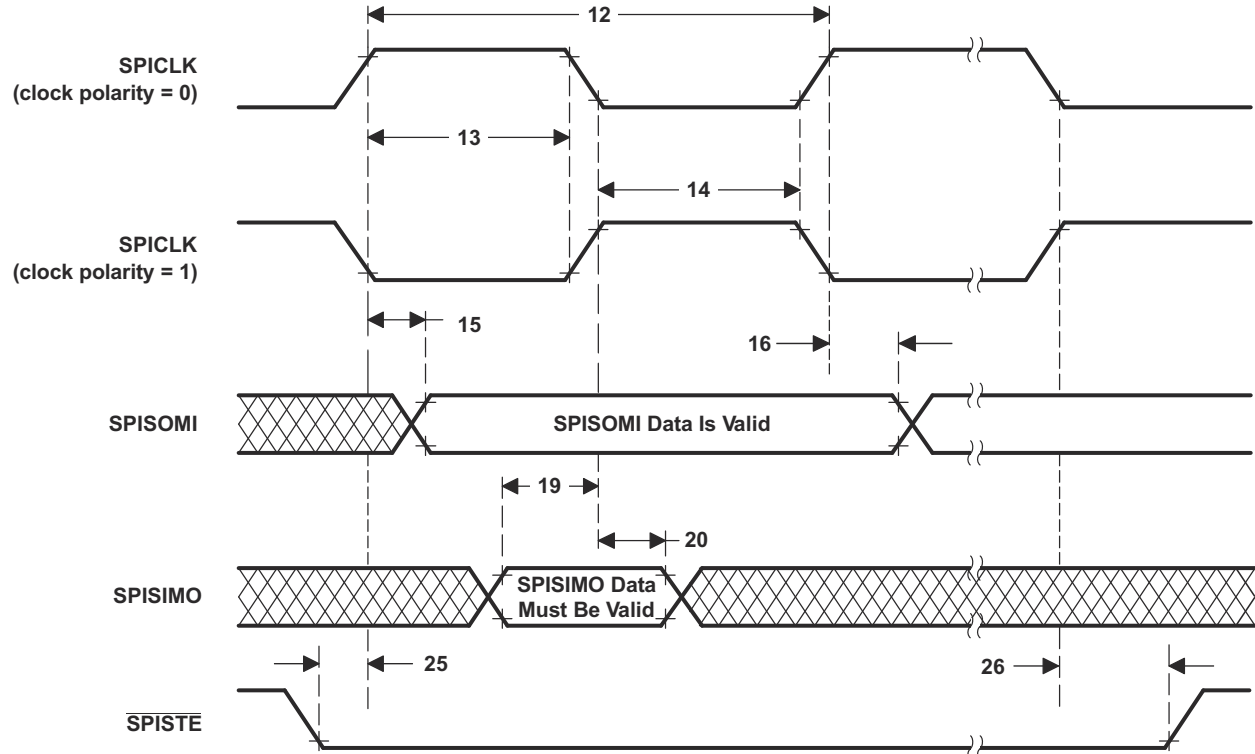 12
SPICLK
(clock polarity = 0)
13
14
SPICLK
(clock polarity = 1)
15
16
SPISOMI
SPISOMI Data Is Valid
19
20
SPISIMO
SPISIMO Data
Must Be Valid
25
26
SPISTE